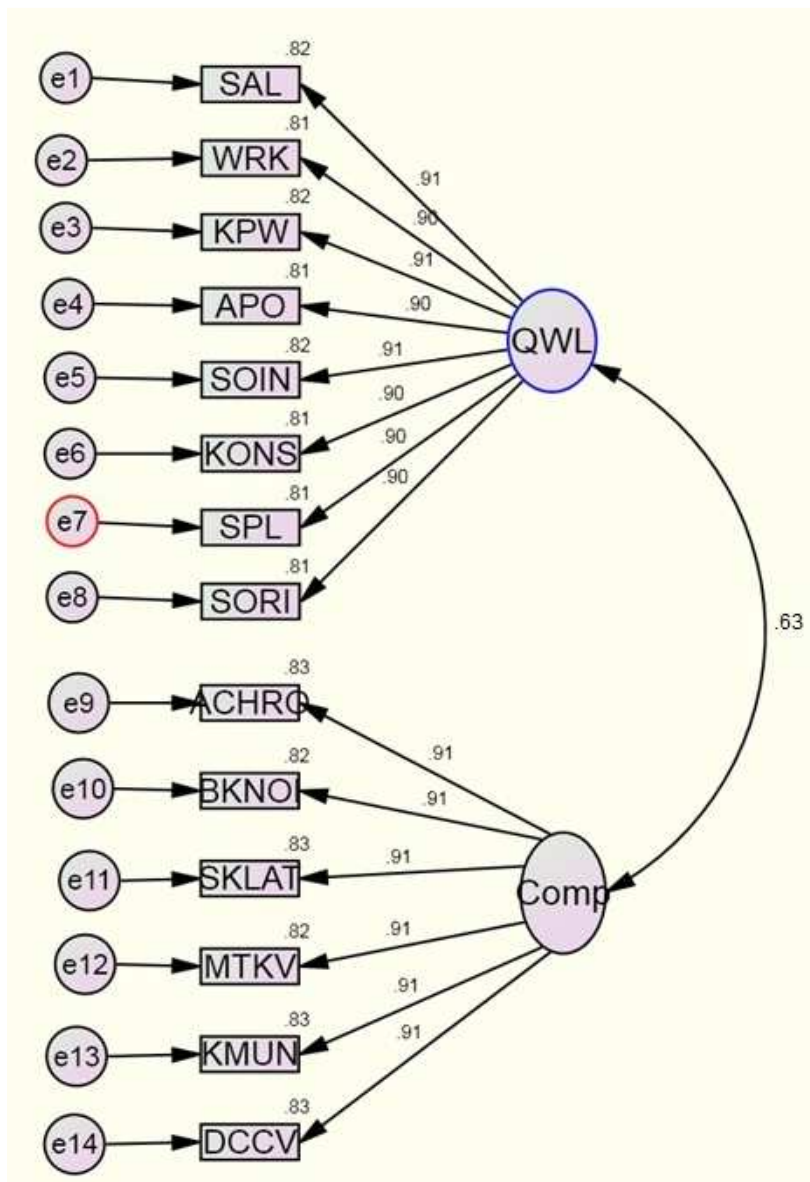 .82
e1 SAL
.81
.91
e2 WRK
.82
.90
e3 KPW
.91
.81
e4 APO
.90
QWL
.82
.91
e5 SOIN
.90
.81
e6 KONS
.90
.81
.90
e7 SPL
.81
e8 SORI
.63
.83
e9 ACHRO
.91
.82
e10 BKNOL
.91
.83
.91
e11 SKLAT
Comp
.82
.91
e12 MTKV
.91
.83
.91
e13 KMUN
.83
e14 DCCV